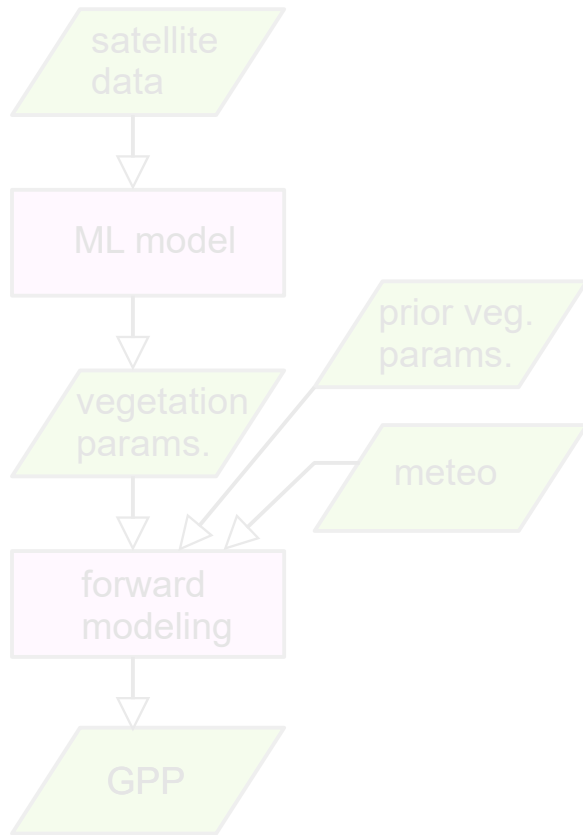 satellite
data
ML model
prior veg.
params.
vegetation
params.
meteo
forward
modeling
GPP